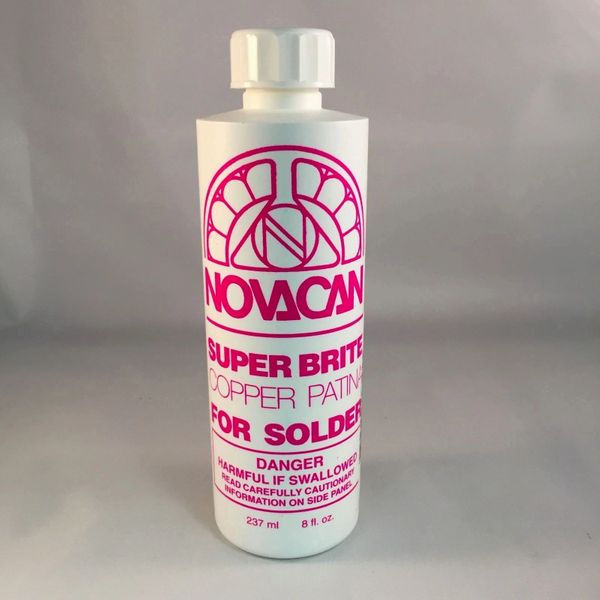 NOVACAN
SUPER BRITE
COPPER PATINA
FOR SOLDER
DANGER
HARMFUL IF SWALLOWED
READ CAREFULLY CAUTIONARY
INFORMATION ON SIDE PANEL
237 ml 8 fl. oz.